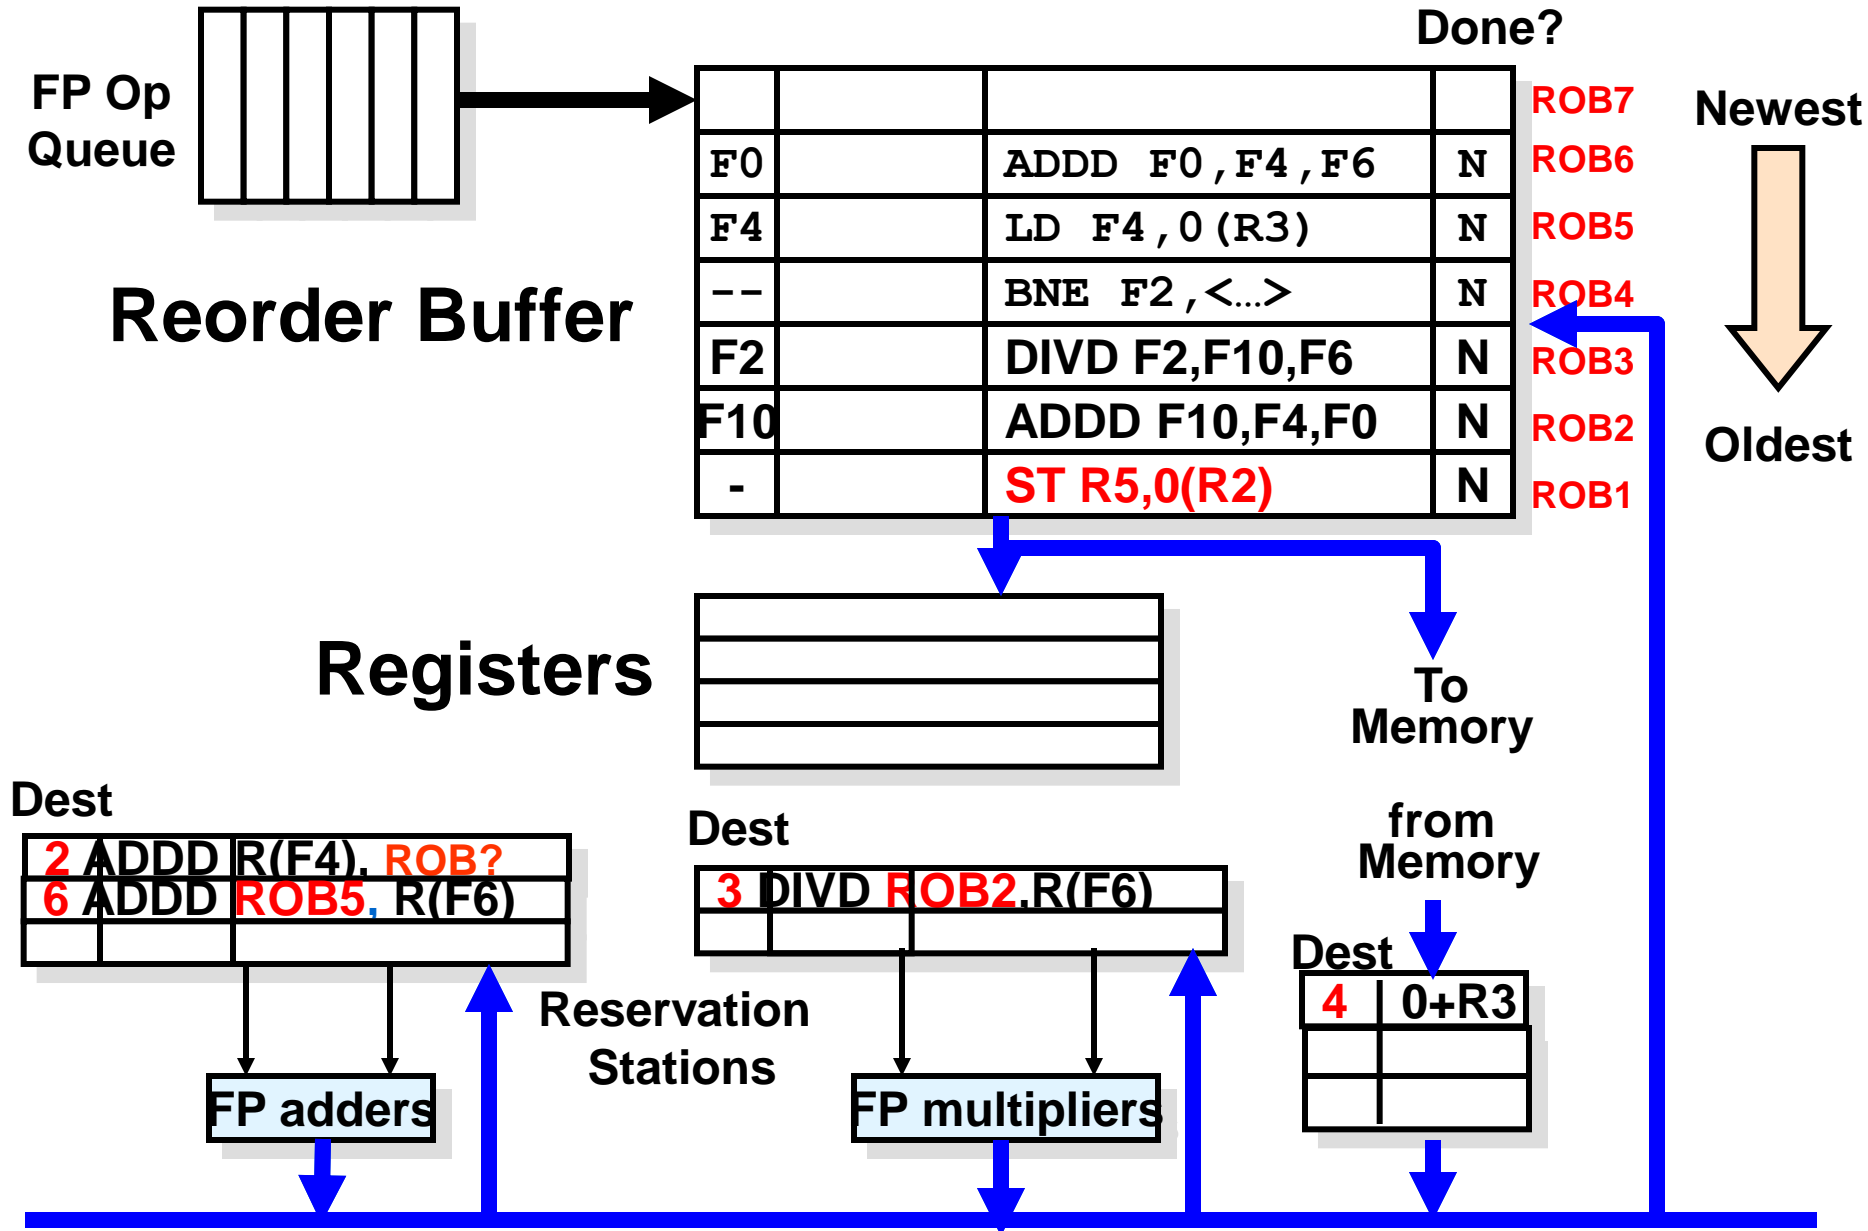 Done?
FP Op
Queue
ROB7
F0 ADDD F0,F4,F6 N ROB6
F4 LD F4,0(R3) N ROB5
-- BNE F2,<…> N ROB4
F2 DIVD F2,F10,F6 N ROB3
F10 ADDD F10,F4,F0 N ROB2
- ST R5,0(R2) N ROB1
Newest
Oldest
Reorder Buffer
Registers
To
Memory
from
Memory
Dest
2 ADDD R(F4), ROB?
6 ADDD ROB5, R(F6)
Dest
3 DIVD ROB2,R(F6)
Dest
4 0+R3
Reservation
Stations
FP adders
FP multipliers